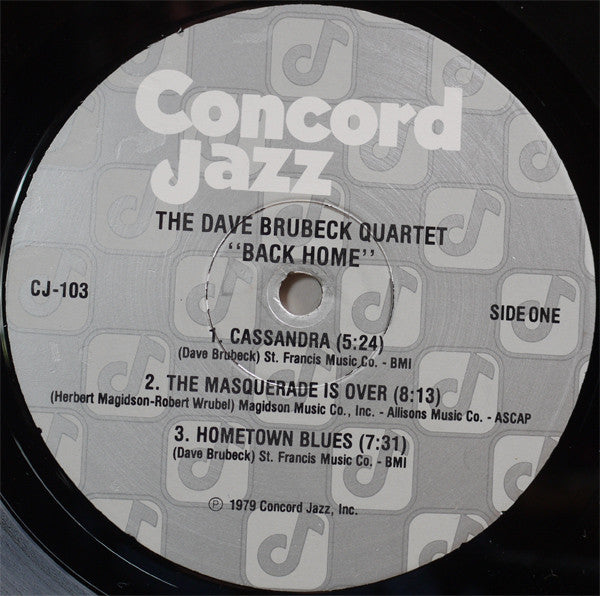 Concord
Jazz
THE DAVE BRUBECK QUARTET
"BACK HOME"
CJ-103
SIDE ONE
1. CASSANDRA (5:24)
(Dave Brubeck) St. Francis Music Co. - BMI
2. THE MASQUERADE IS OVER (8:13)
(Herbert Magidson-Robert Wrubel) Magidson Music Co., Inc. - Allisons Music Co. - ASCAP
3. HOMETOWN BLUES (7:31)
(Dave Brubeck) St. Francis Music Co. - BMI
℗ 1979 Concord Jazz, Inc.